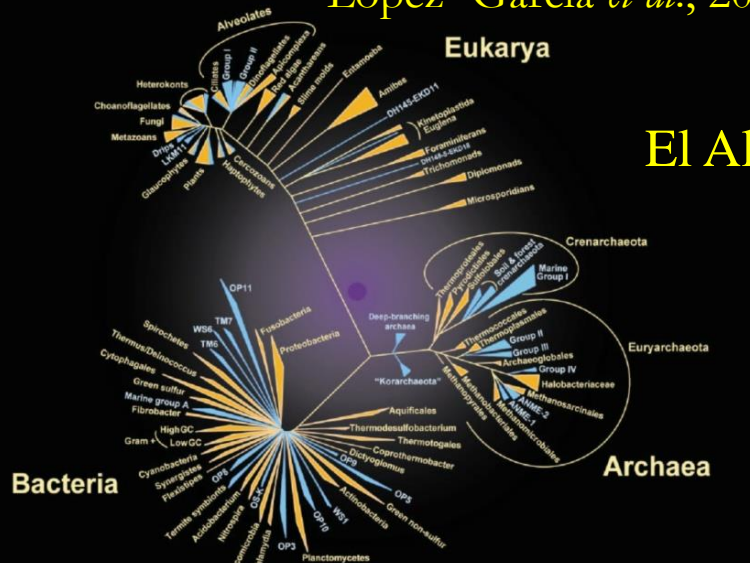 López- García et al., 20
Eukarya
El Al
Alveolates
Ciliates
Group I
Group II
Dinoflagellates
Apicomplexa
Red algae
Acanthareans
Slime molds
Entamoeba
Amibes
DH145-EKD11
Kinetoplastida
Euglena
Foraminiferans
DH148-5-EKD18
Trichomonads
Diplomonads
Microsporidians
Heterokonts
Choanoflagellates
Fungi
Metazoans
Drips
LKM11
Glaucophytes
Plants
Haptophytes
Cercozoans
Thermoproteales
Pyrodictiales
Sulfolobales
Soil & forest
crenarchaeota
Marine
Group I
Crenarchaeota
Deep-branching
archaea
"Korarchaeota"
Thermococcales
Thermoplasmales
Group II
Group III
Archaeoglobales
Group IV
Halobacteriaceae
Methanosarcinales
ANME-2
ANME-1
Methanomicrobiales
Methanobacteriales
Methanopyrales
Euryarchaeota
Archaea
OP11
TM7
WS6
TM6
Fusobacteria
Proteobacteria
Spirochetes
Thermus/Deinococcus
Cytophagales
Green sulfur
Marine group A
Fibrobacter
High GC
Gram +
Low GC
Cyanobacteria
Synergistes
Flexistipes
OP8
Termite symbionts
Acidobacterium
Nitrospira
OS-K
OP3
Planctomycetes
OP10
WS1
Actinobacteria
Green non-sulfur
OP5
OP9
Dictyoglomus
Coprothermobacter
Thermotogales
Thermodesulfobacterium
Aquificales
Bacteria